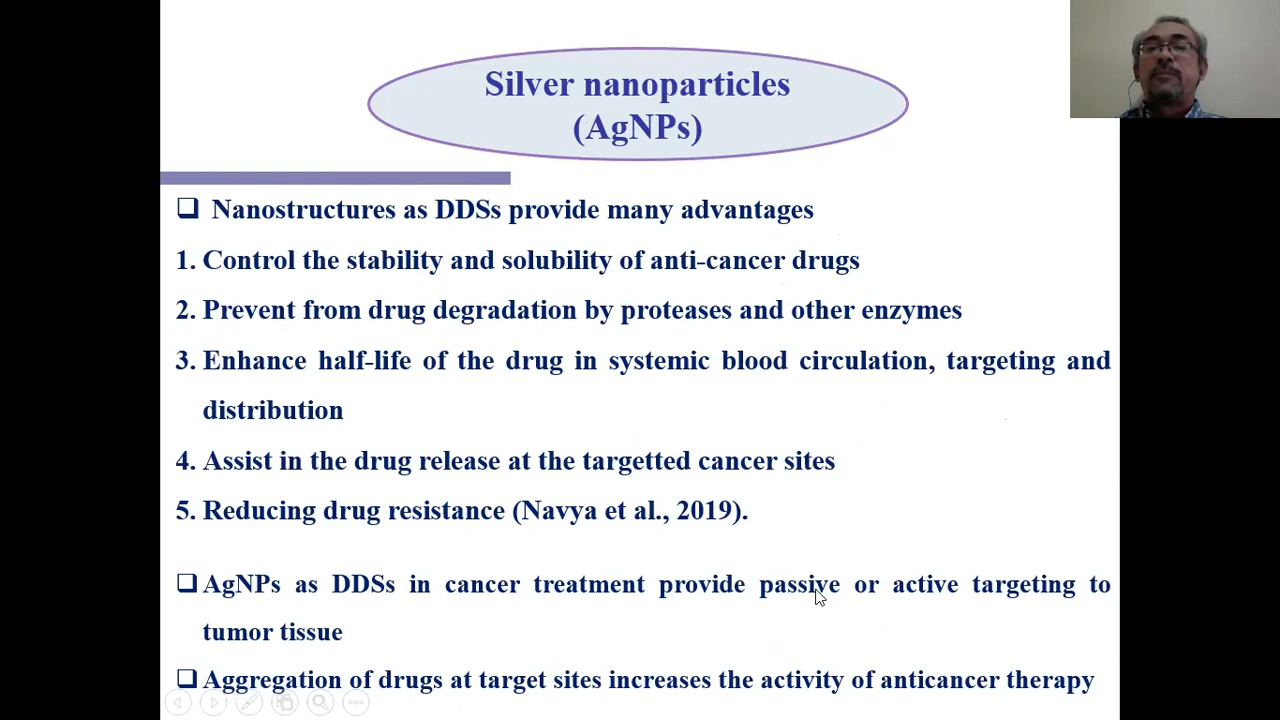 Silver nanoparticles
(AgNPs)
❑ Nanostructures as DDSs provide many advantages
1. Control the stability and solubility of anti-cancer drugs
2. Prevent from drug degradation by proteases and other enzymes
3. Enhance half-life of the drug in systemic blood circulation, targeting and
distribution
4. Assist in the drug release at the targetted cancer sites
5. Reducing drug resistance (Navya et al., 2019).
❑ AgNPs as DDSs in cancer treatment provide passive or active targeting to
tumor tissue
❑ Aggregation of drugs at target sites increases the activity of anticancer therapy